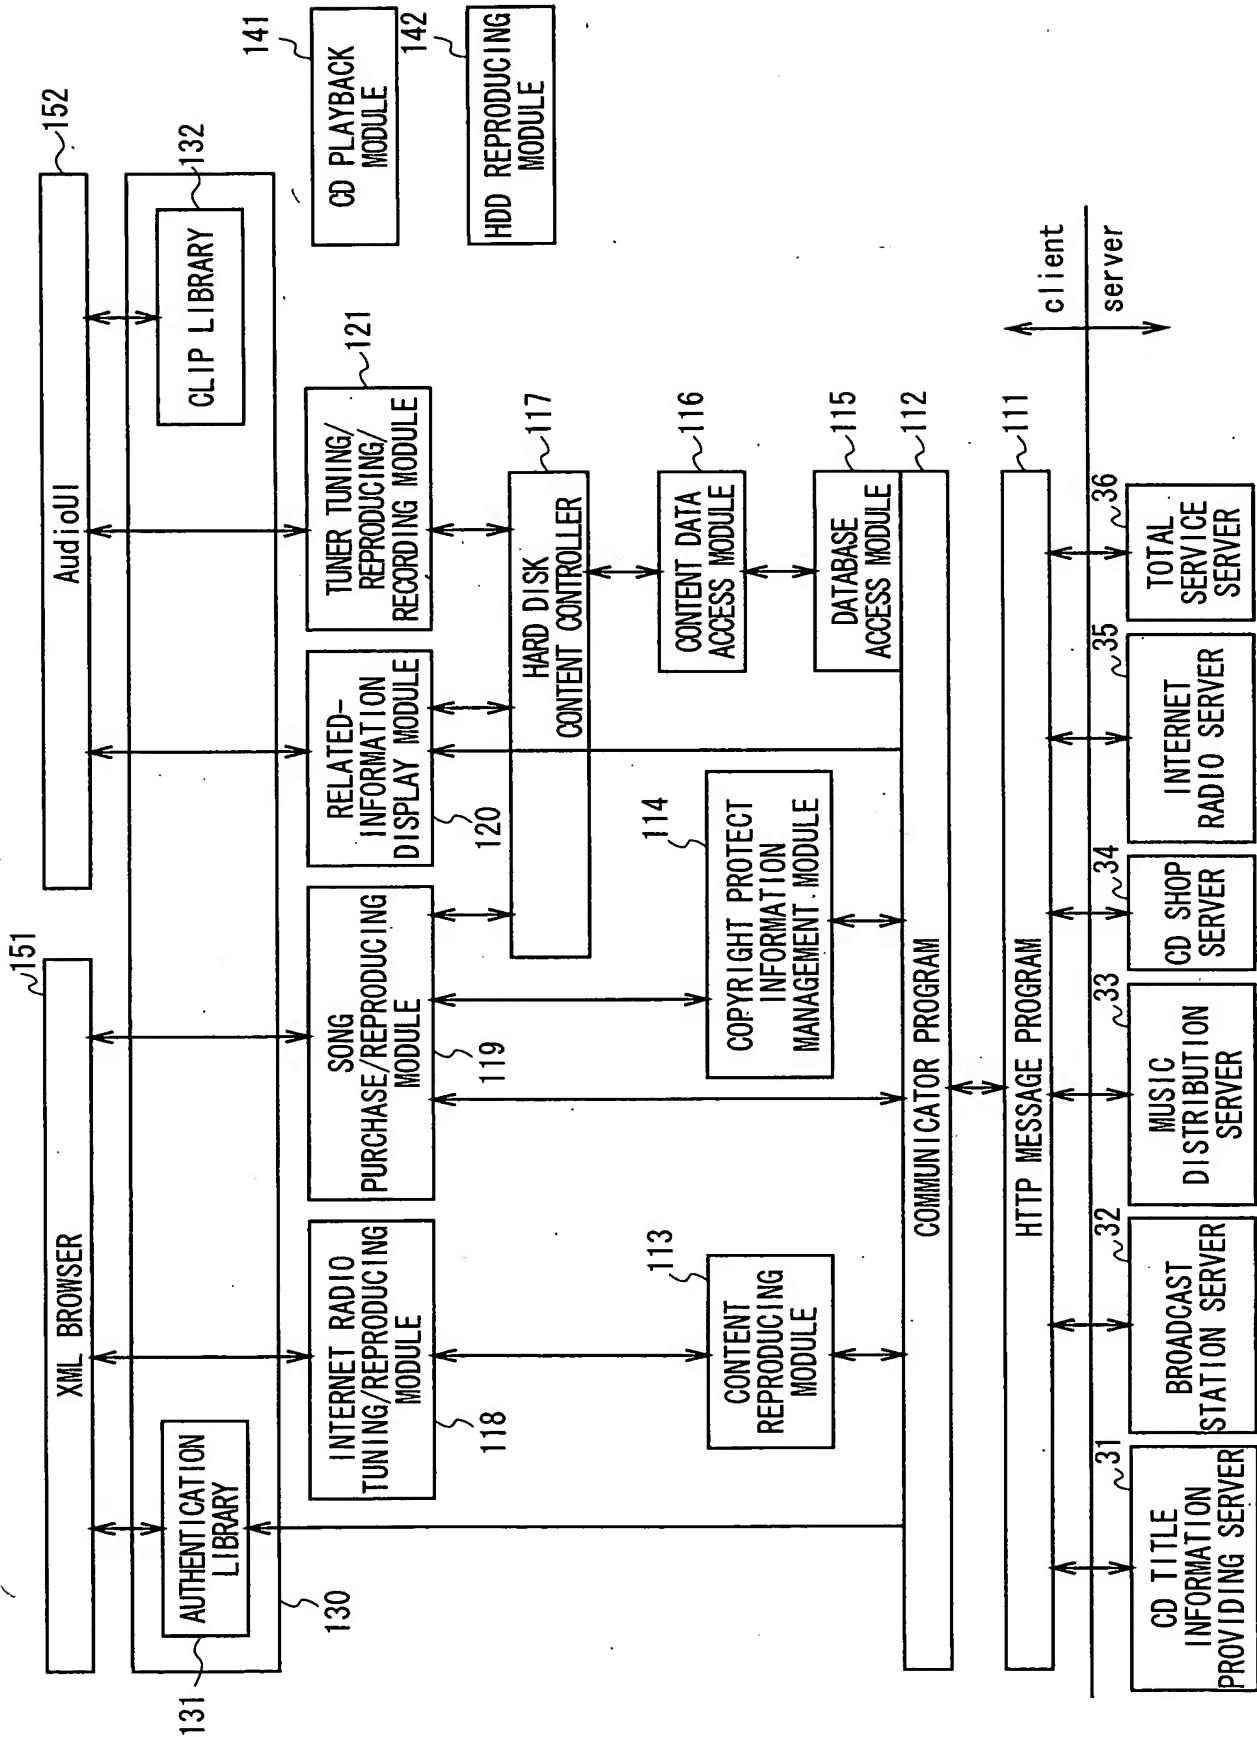 151
XML BROWSER
152
AudioUI
131
AUTHENTICATION
LIBRARY
130
132
CLIP LIBRARY
INTERNET RADIO
TUNING/REPRODUCING
MODULE
118
SONG
PURCHASE/REPRODUCING
MODULE
119
RELATED-
INFORMATION
DISPLAY MODULE
120
TUNER TUNING/
REPRODUCING/
RECORDING MODULE
121
CD PLAYBACK
MODULE
141
HDD REPRODUCING
MODULE
142
HARD DISK
CONTENT CONTROLLER
117
CONTENT
REPRODUCING
MODULE
113
COPYRIGHT PROTECT
INFORMATION
MANAGEMENT MODULE
114
CONTENT DATA
ACCESS MODULE
116
DATABASE
ACCESS MODULE
115
COMMUNICATOR PROGRAM
112
HTTP MESSAGE PROGRAM
111
client
server
CD TITLE
INFORMATION
PROVIDING SERVER
31
BROADCAST
STATION SERVER
32
MUSIC
DISTRIBUTION
SERVER
33
CD SHOP
SERVER
34
INTERNET
RADIO SERVER
35
TOTAL
SERVICE
SERVER
36